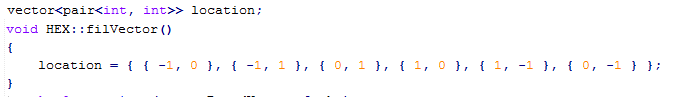 vector<pair<int, int>> location;
void HEX::filVector()
{
location = { { -1, 0 }, { -1, 1 }, { 0, 1 }, { 1, 0 }, { 1, -1 }, { 0, -1 } };
}